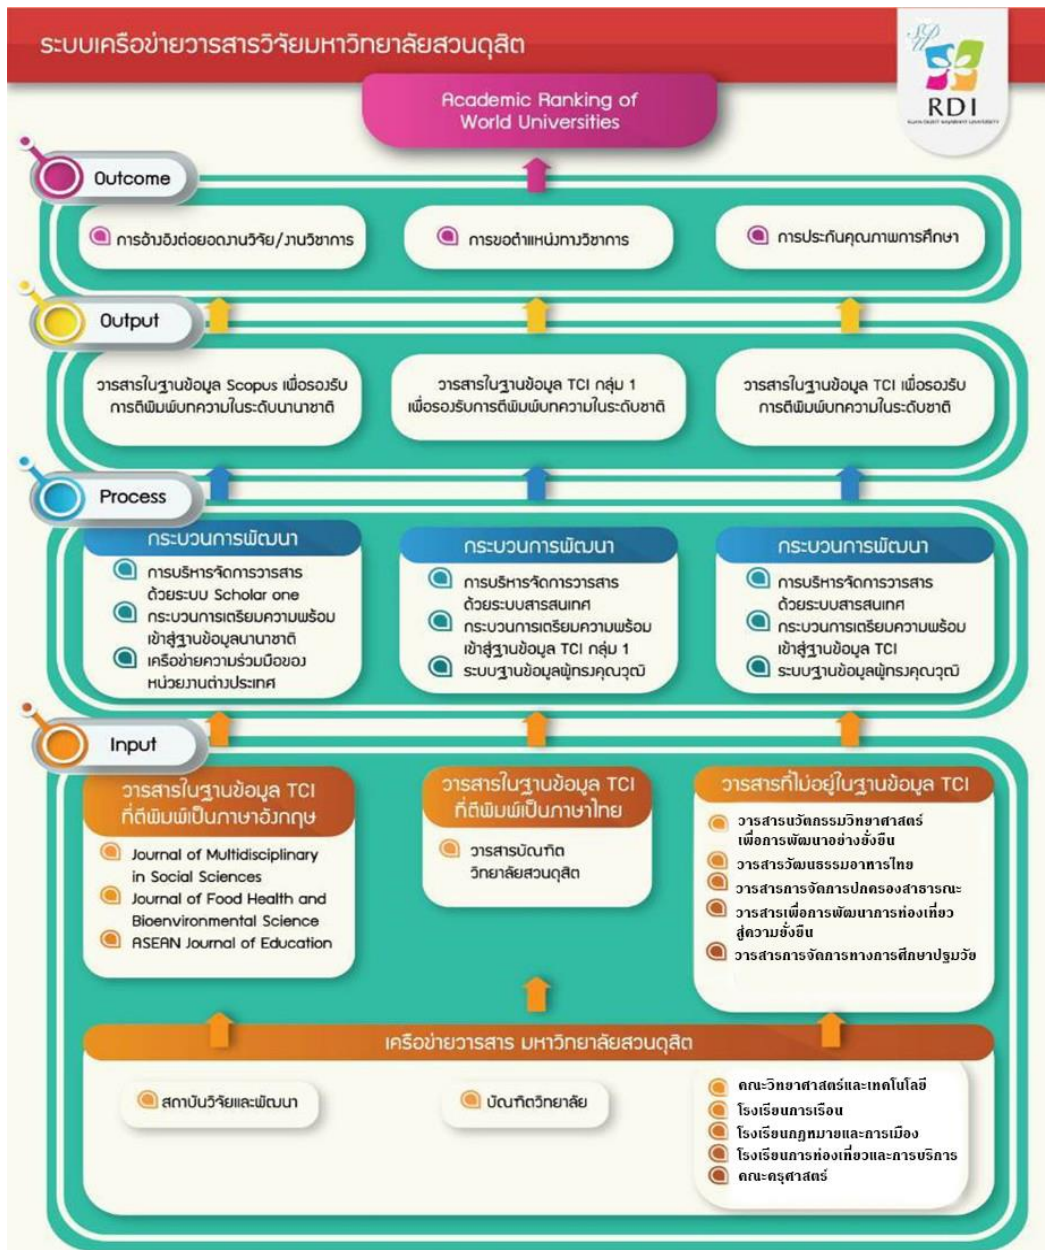 ระบบเครือข่ายวารสารวิจัยมหาวิทยาลัยสวนดุสิต
SDU
RDI
Academic Ranking of
World Universities
Outcome
การอ้างอิงต่อยอดงานวิจัย/งานวิชาการ
การขอตำแหน่งทางวิชาการ
การประกันคุณภาพการศึกษา
Output
วารสารในฐานข้อมูล Scopus เพื่อรองรับ
การตีพิมพ์บทความในระดับนานาชาติ
วารสารในฐานข้อมูล TCI กลุ่ม 1
เพื่อรองรับการตีพิมพ์บทความในระดับชาติ
วารสารในฐานข้อมูล TCI เพื่อรองรับ
การตีพิมพ์บทความในระดับชาติ
Process
กระบวนการพัฒนา
การบริหารจัดการวารสาร
ด้วยระบบ Scholar one
กระบวนการเตรียมความพร้อม
เข้าสู่ฐานข้อมูลนานาชาติ
เครือข่ายความร่วมมือของ
หน่วยงานต่างประเทศ
กระบวนการพัฒนา
การบริหารจัดการวารสาร
ด้วยระบบสารสนเทศ
กระบวนการเตรียมความพร้อม
เข้าสู่ฐานข้อมูล TCI กลุ่ม 1
ระบบฐานข้อมูลผู้ทรงคุณวุฒิ
กระบวนการพัฒนา
การบริหารจัดการวารสาร
ด้วยระบบสารสนเทศ
กระบวนการเตรียมความพร้อม
เข้าสู่ฐานข้อมูล TCI
ระบบฐานข้อมูลผู้ทรงคุณวุฒิ
Input
วารสารในฐานข้อมูล TCI
ที่ตีพิมพ์เป็นภาษาอังกฤษ
Journal of Multidisciplinary
in Social Sciences
Journal of Food Health and
Bioenvironmental Science
ASEAN Journal of Education
วารสารในฐานข้อมูล TCI
ที่ตีพิมพ์เป็นภาษาไทย
วารสารบัณฑิต
วิทยาลัยสวนดุสิต
วารสารที่ไม่อยู่ในฐานข้อมูล TCI
วารสารนวัตกรรมวิทยาศาสตร์
เพื่อการพัฒนาอย่างยั่งยืน
วารสารวัฒนธรรมอาหารไทย
วารสารการจัดการปกครองสาธารณะ
วารสารเพื่อการพัฒนาการท่องเที่ยว
สู่ความยั่งยืน
วารสารการจัดการทางการศึกษาปฐมวัย
เครือข่ายวารสาร มหาวิทยาลัยสวนดุสิต
สถาบันวิจัยและพัฒนา
บัณฑิตวิทยาลัย
คณะวิทยาศาสตร์และเทคโนโลยี
โรงเรียนการเรือน
โรงเรียนกฎหมายและการเมือง
โรงเรียนการท่องเที่ยวและการบริการ
คณะครุศาสตร์